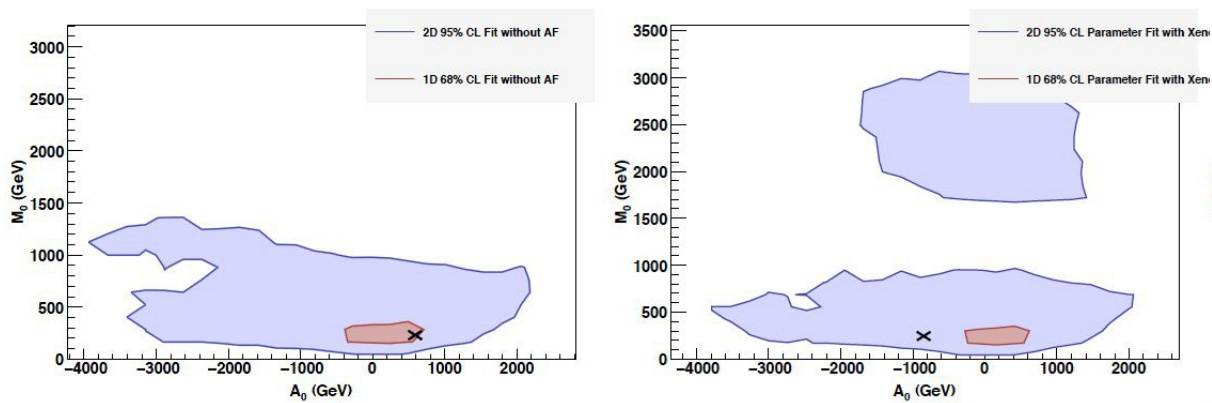 2D 95% CL Fit without AF
1D 68% CL Fit without AF
3000
2500
2000
1500
1000
500
0
M0 (GeV)
−4000 −3000 −2000 −1000 0 1000 2000
A0 (GeV)
2D 95% CL Parameter Fit with Xen
1D 68% CL Parameter Fit with Xen
3500
3000
2500
2000
1500
1000
500
0
M0 (GeV)
−4000 −3000 −2000 −1000 0 1000 2000
A0 (GeV)